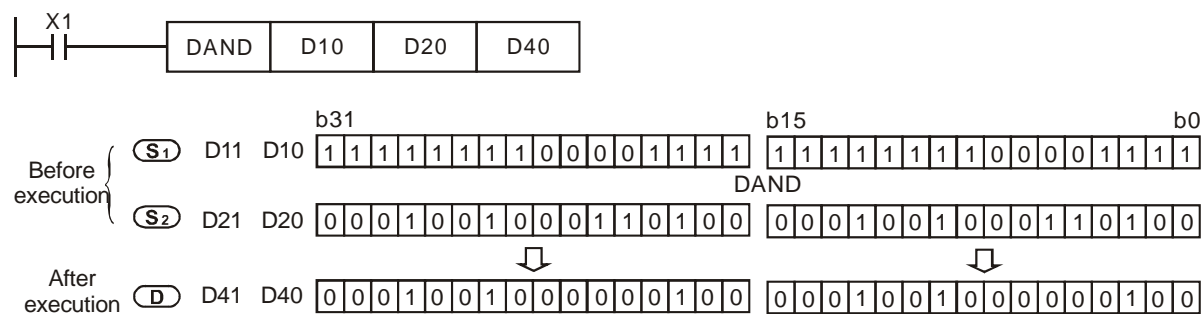 X1
DAND D10 D20 D40
b31 b15 b0
Before execution
S1 D11 D10 1 1 1 1 1 1 1 1 0 0 0 0 1 1 1 1 1 1 1 1 1 1 1 1 0 0 0 0 1 1 1 1
DAND
S2 D21 D20 0 0 0 1 0 0 1 0 0 0 1 1 0 1 0 0 0 0 0 1 0 0 1 0 0 0 1 1 0 1 0 0
After execution
D D41 D40 0 0 0 1 0 0 1 0 0 0 0 0 0 1 0 0 0 0 0 1 0 0 1 0 0 0 0 0 0 1 0 0